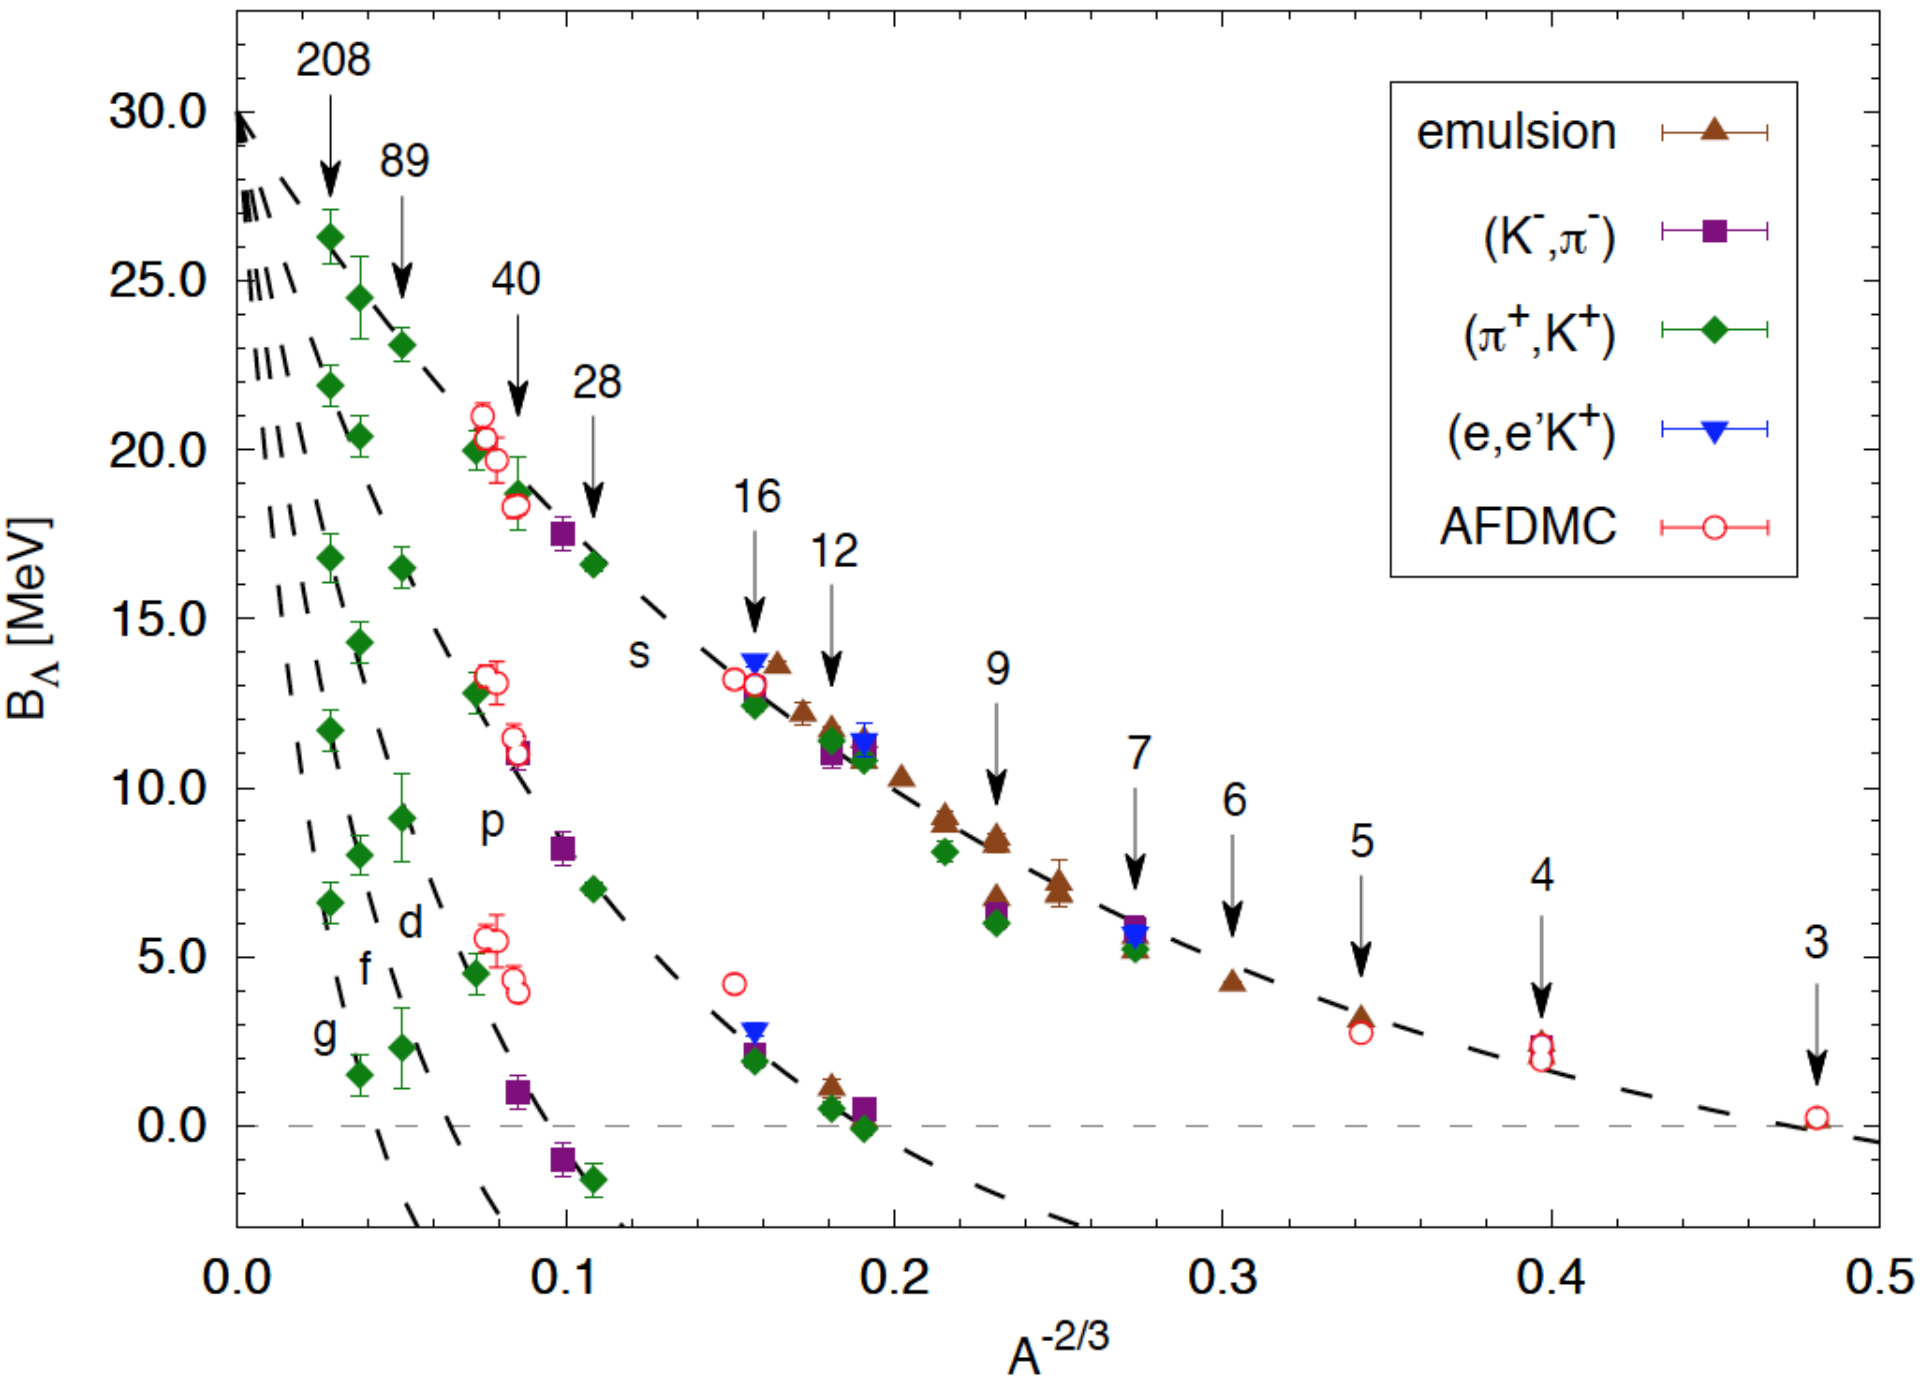 208
30.0
89
emulsion
(K⁻,π⁻)
25.0
40
(π⁺,K⁺)
28
(e,e'K⁺)
20.0
16
AFDMC
12
15.0
s
9
B_Λ [MeV]
7
10.0
6
p
5
4
d
3
5.0
f
g
0.0
0.0 0.1 0.2 0.3 0.4 0.5
A⁻²/³